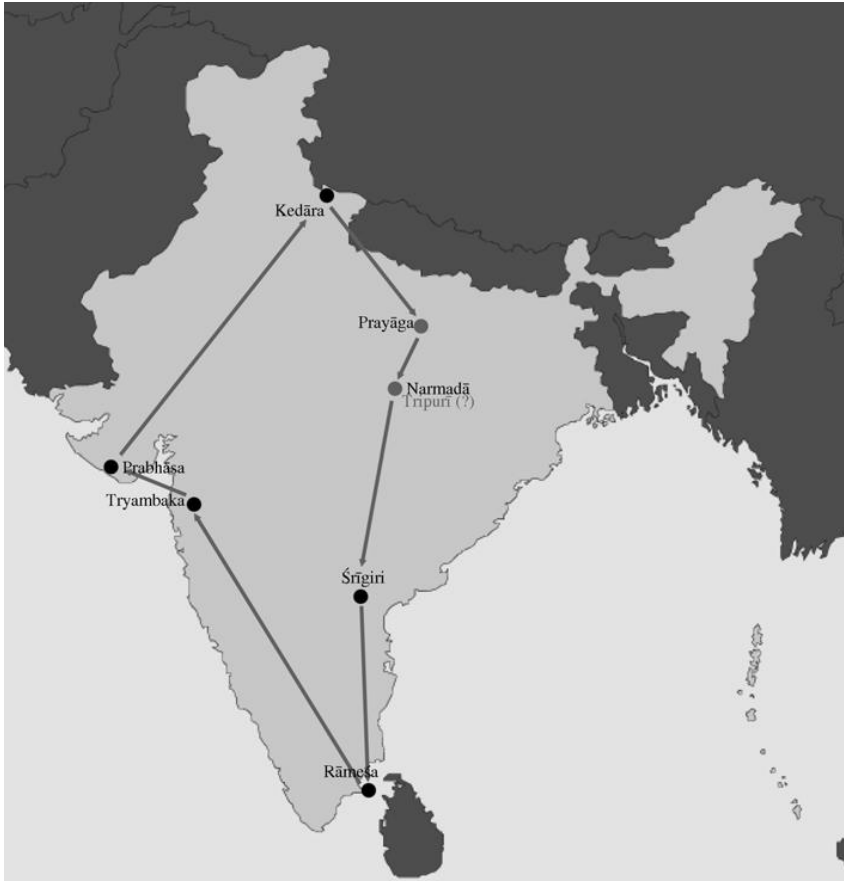 Kedāra
Prayāga
Narmadā
Tripurī (?)
Prabhāsa
Tryambaka
Śrīgiri
Rāmeśa